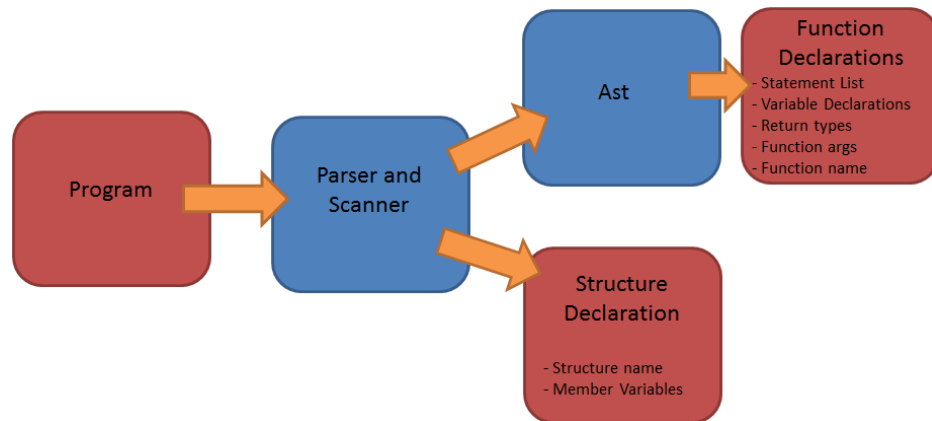 Program
Parser and
Scanner
Ast
Function
Declarations
- Statement List
- Variable Declarations
- Return types
- Function args
- Function name
Structure
Declaration
- Structure name
- Member Variables